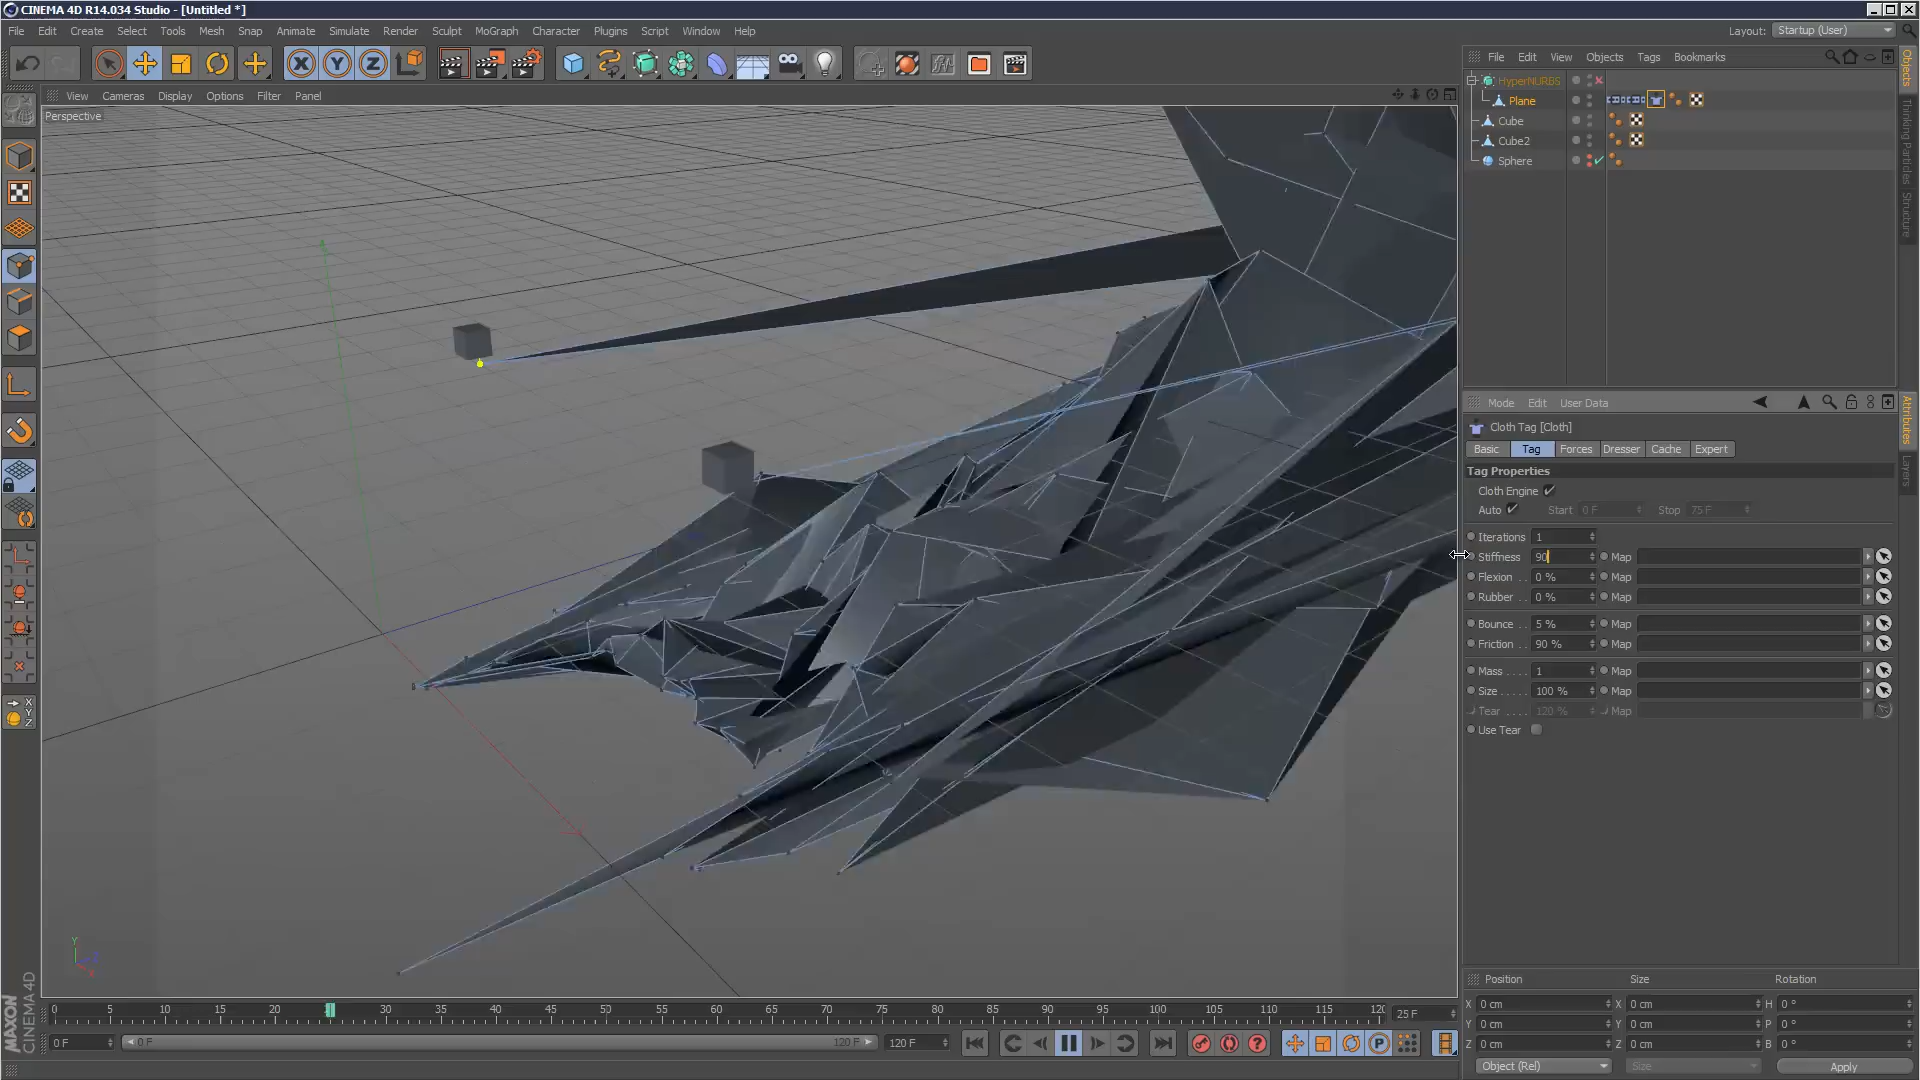 CINEMA 4D R14.034 Studio - [Untitled *]
File Edit Create Select Tools Mesh Snap Animate Simulate Render Sculpt MoGraph Character Plugins Script Window Help
Layout: Startup (User)
X Y Z
File Edit View Objects Tags Bookmarks
View Cameras Display Options Filter Panel
Perspective
HyperNURBS
Plane
Cube
Cube2
Sphere
Objects
Thinking Particles
Structure
Mode Edit User Data
Cloth Tag [Cloth]
Basic Tag Forces Dresser Cache Expert
Tag Properties
Cloth Engine
Auto Start 0 F Stop 75 F
Iterations 1
Stiffness 90 Map
Flexion . . 0 % Map
Rubber . . 0 % Map
Bounce . . 5 % Map
Friction . . 90 % Map
Mass . . . . 1 Map
Size . . . . . 100 % Map
Tear . . . . 120 % Map
Use Tear
Attributes
Layers
X
Y
Z
Y
Z
X
Position Size Rotation
X 0 cm X 0 cm H 0 °
Y 0 cm Y 0 cm P 0 °
Z 0 cm Z 0 cm B 0 °
Object (Rel) Size Apply
0 5 10 15 20 30 35 40 45 50 55 60 65 70 75 80 85 90 95 100 105 110 115 120 25 F
0 F 0 F 120 F 120 F
MAXON
CINEMA 4D